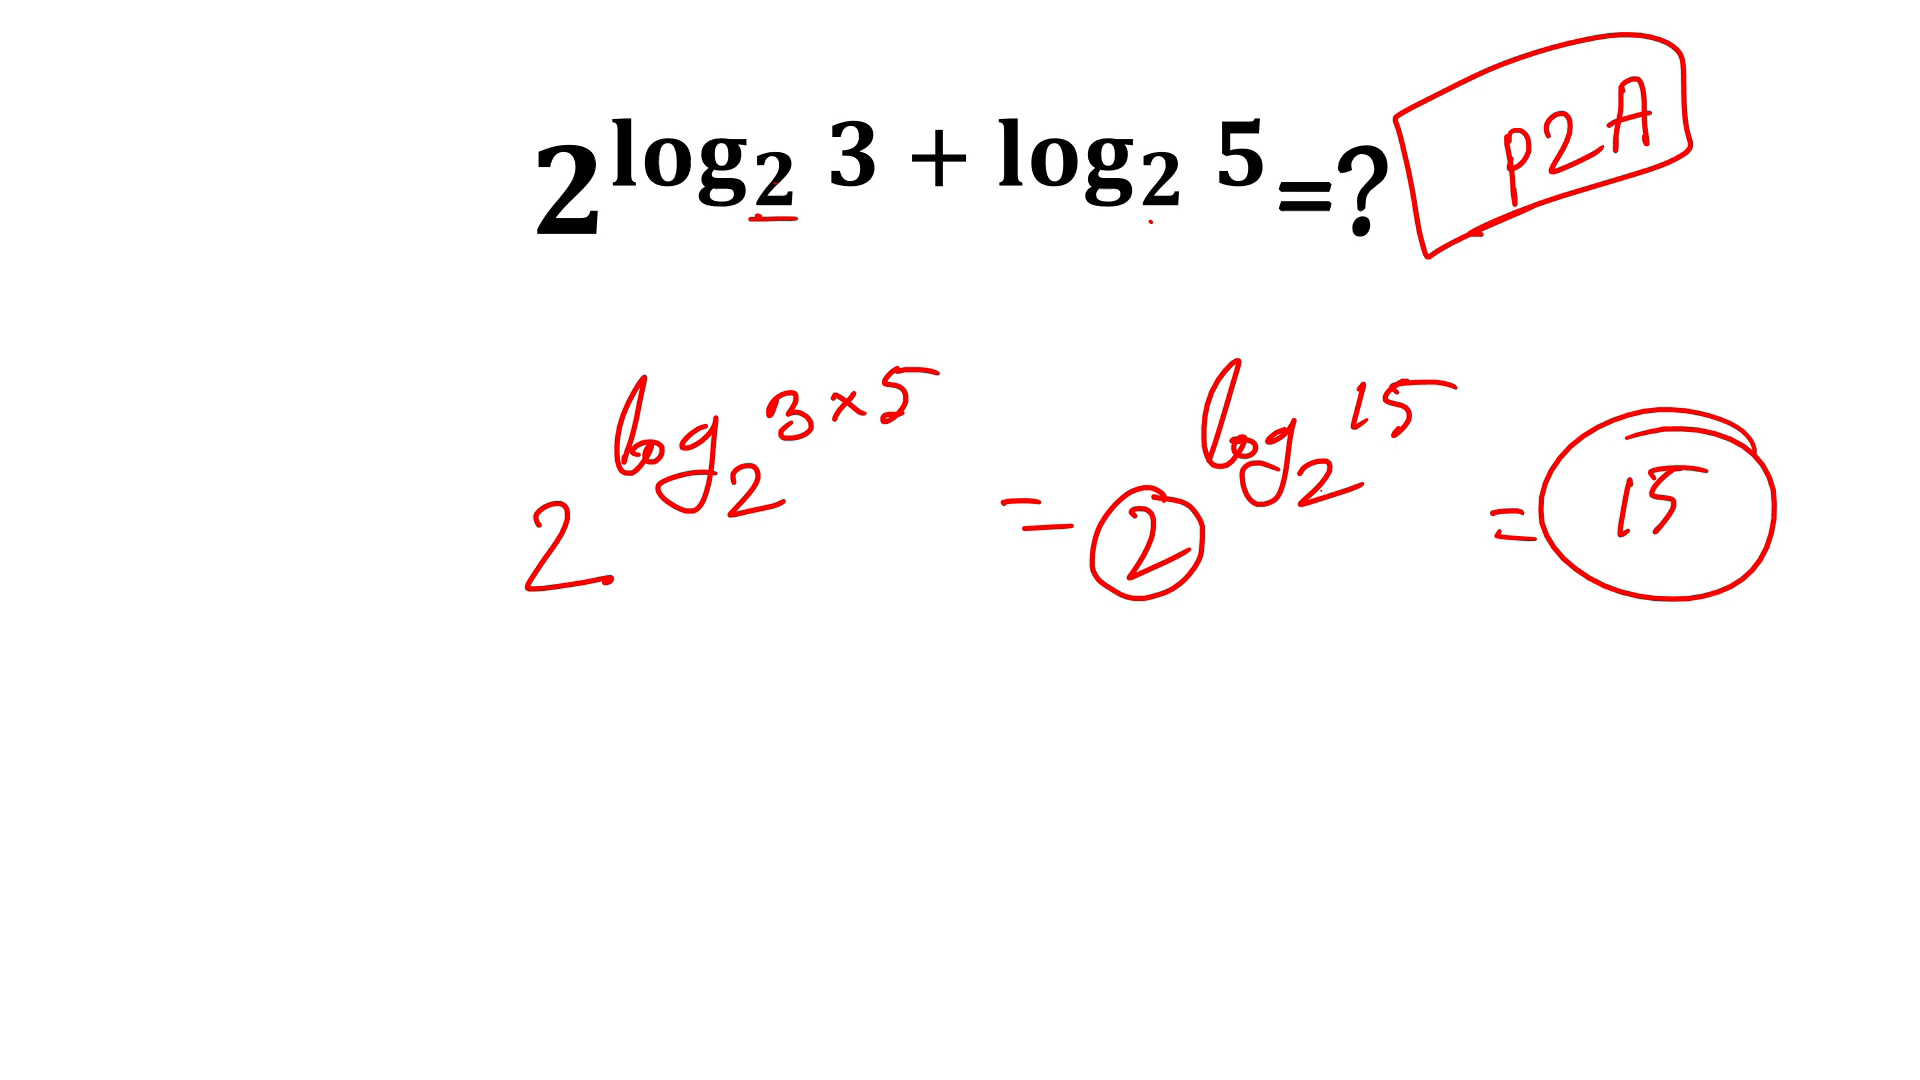 2^{log₂ 3 + log₂ 5}=? P2A
2^{log₂ 3×5} = 2^{log₂ 15} = 15